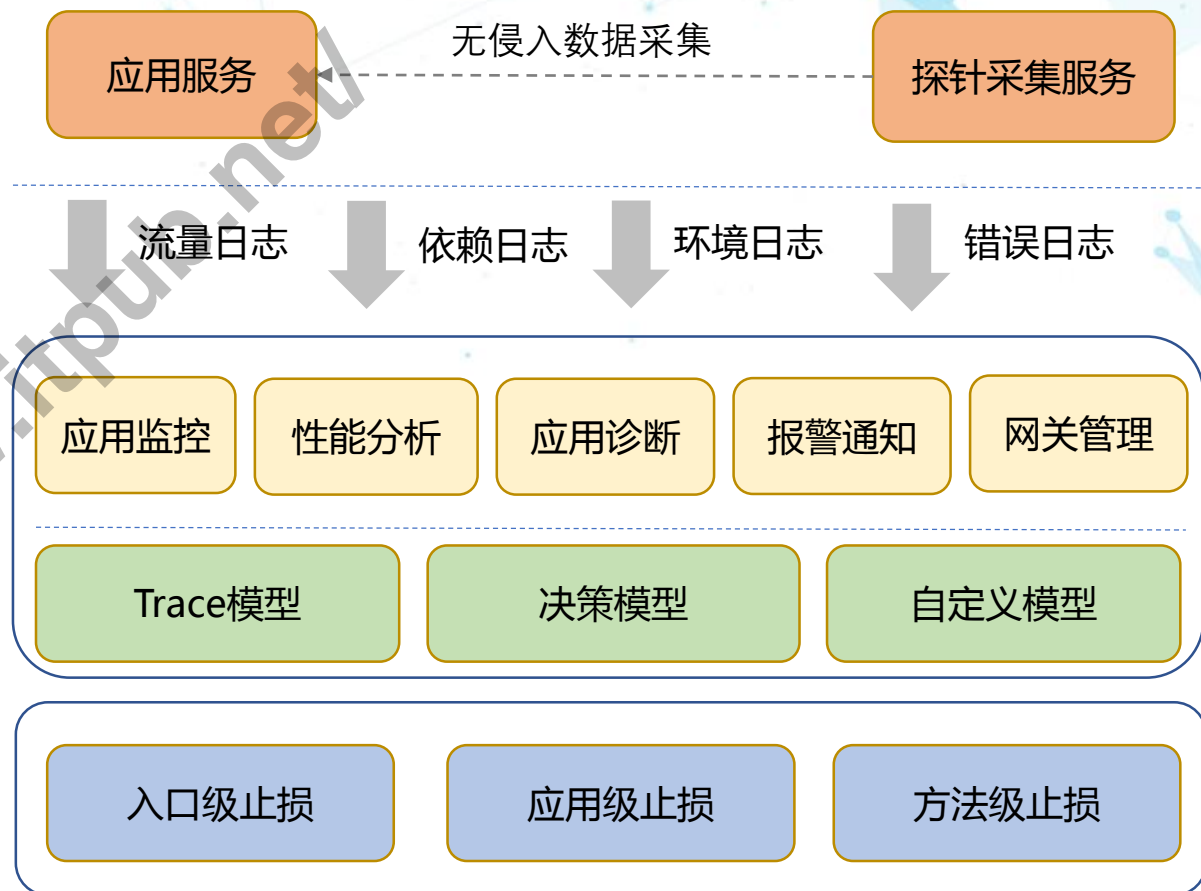 无侵入数据采集
应用服务
探针采集服务
流量日志
依赖日志
环境日志
错误日志
应用监控
性能分析
应用诊断
报警通知
网关管理
Trace模型
决策模型
自定义模型
入口级止损
应用级止损
方法级止损
.itpub.net/